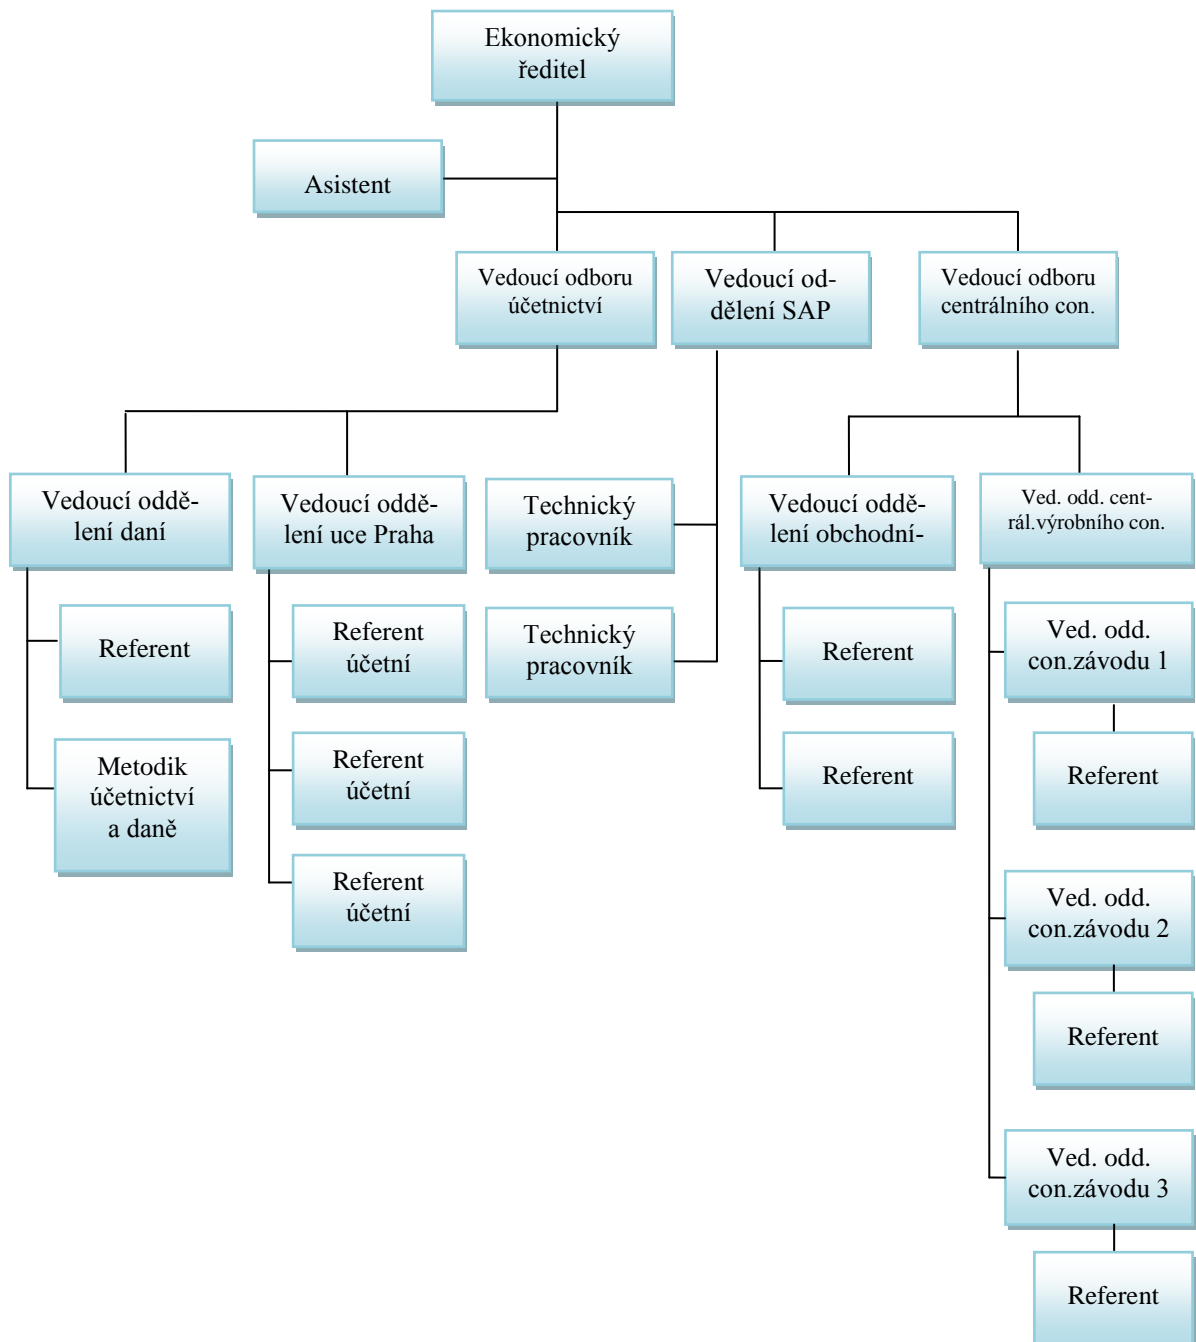 Ekonomický
ředitel
Asistent
Vedoucí odboru
účetnictví
Vedoucí od-
dělení SAP
Vedoucí odboru
centrálního con.
Vedoucí oddě-
lení daní
Vedoucí oddě-
lení uce Praha
Technický
pracovník
Vedoucí oddě-
lení obchodní-
Ved. odd. cent-
rál.výrobního con.
Referent
Referent
účetní
Technický
pracovník
Referent
Ved. odd.
con.závodu 1
Metodik
účetnictví
a daně
Referent
účetní
Referent
Referent
Referent
účetní
Ved. odd.
con.závodu 2
Referent
Ved. odd.
con.závodu 3
Referent